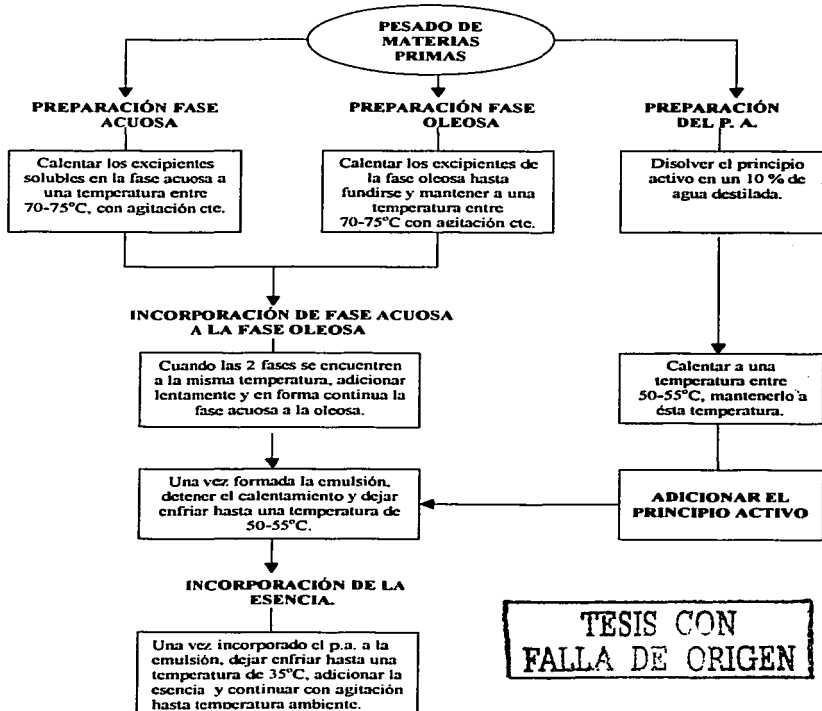 PESADO DE
MATERIAS
PRIMAS
PREPARACIÓN FASE
ACUOSA
Calentar los excipientes
solubles en la fase acuosa a
una temperatura entre
70-75°C, con agitación cte.
PREPARACIÓN FASE
OLEOSA
Calentar los excipientes de
la fase oleosa hasta
fundirse y mantener a una
temperatura entre
70-75°C con agitación cte.
PREPARACIÓN
DEL P. A.
Disolver el principio
activo en un 10 % de
agua destilada.
INCORPORACIÓN DE FASE ACUOSA
A LA FASE OLEOSA
Cuando las 2 fases se encuentren
a la misma temperatura, adicionar
lentamente y en forma continua la
fase acuosa a la oleosa.
Calentar a una
temperatura entre
50-55°C, mantenerlo a
ésta temperatura.
Una vez formada la emulsión,
detener el calentamiento y dejar
enfriar hasta una temperatura de
50-55°C.
ADICIONAR EL
PRINCIPIO ACTIVO
INCORPORACIÓN DE LA
ESENCIA.
Una vez incorporado el p.a. a la
emulsión, dejar enfriar hasta una
temperatura de 35°C, adicionar la
esencia y continuar con agitación
hasta temperatura ambiente.
TESIS CON
FALLA DE ORIGEN